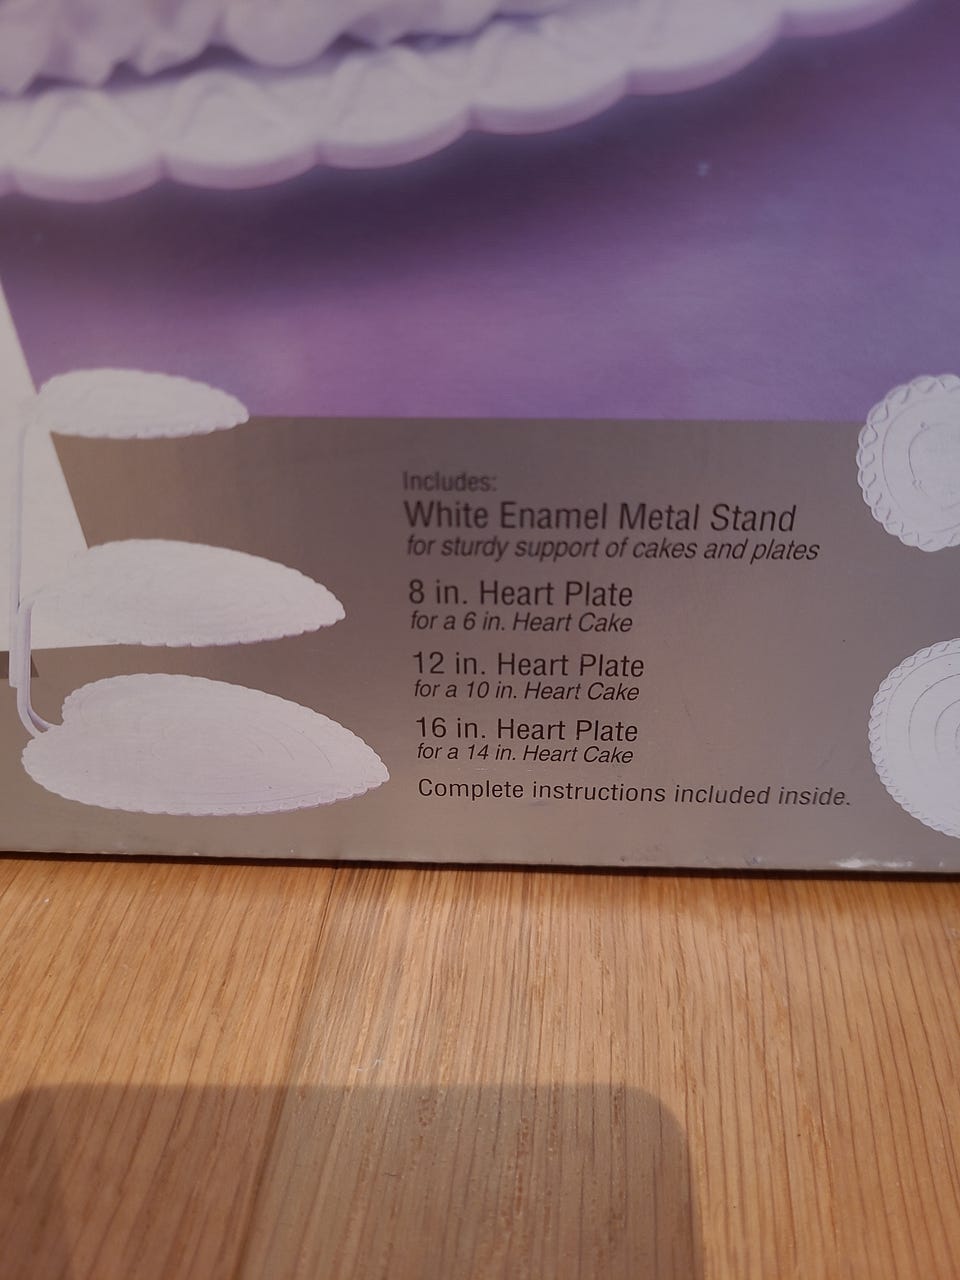 Includes:
White Enamel Metal Stand
for sturdy support of cakes and plates
8 in. Heart Plate
for a 6 in. Heart Cake
12 in. Heart Plate
for a 10 in. Heart Cake
16 in. Heart Plate
for a 14 in. Heart Cake
Complete instructions included inside.